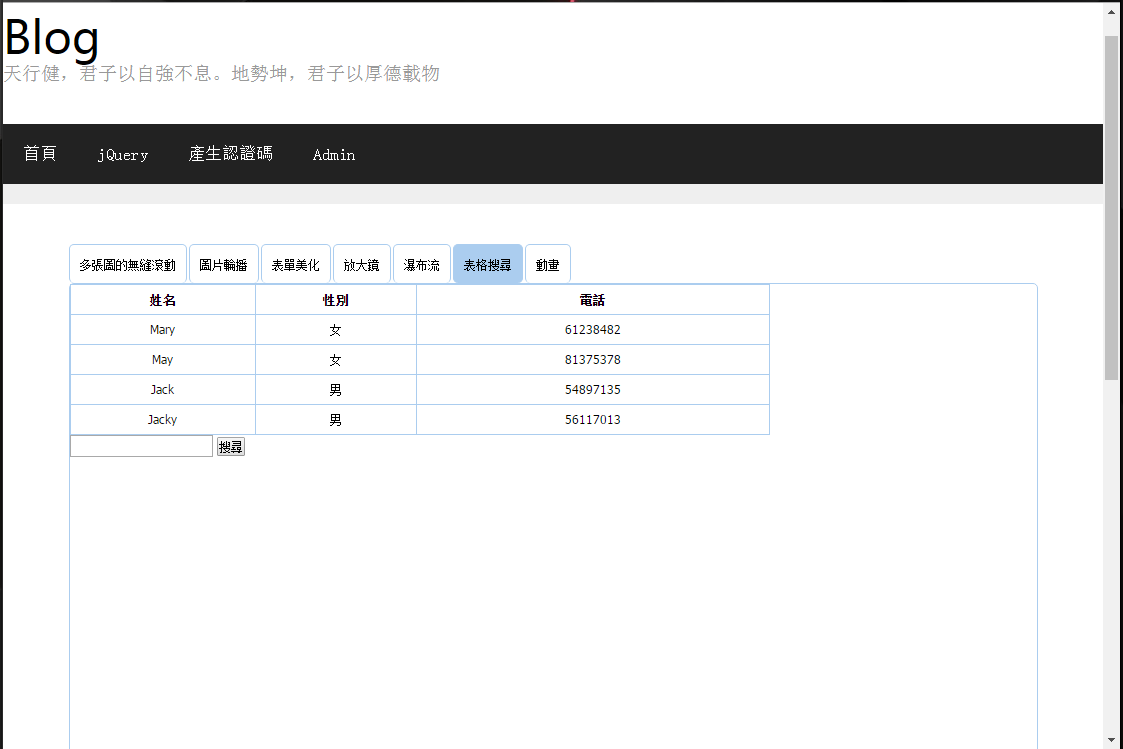 Blog
天行健，君子以自強不息。地勢坤，君子以厚德載物
首頁 jQuery 產生認證碼 Admin
多張圖的無縫滾動 圖片輪播 表單美化 放大鏡 瀑布流 表格搜尋 動畫
姓名 性別 電話
Mary 女 61238482
May 女 81375378
Jack 男 54897135
Jacky 男 56117013
搜尋